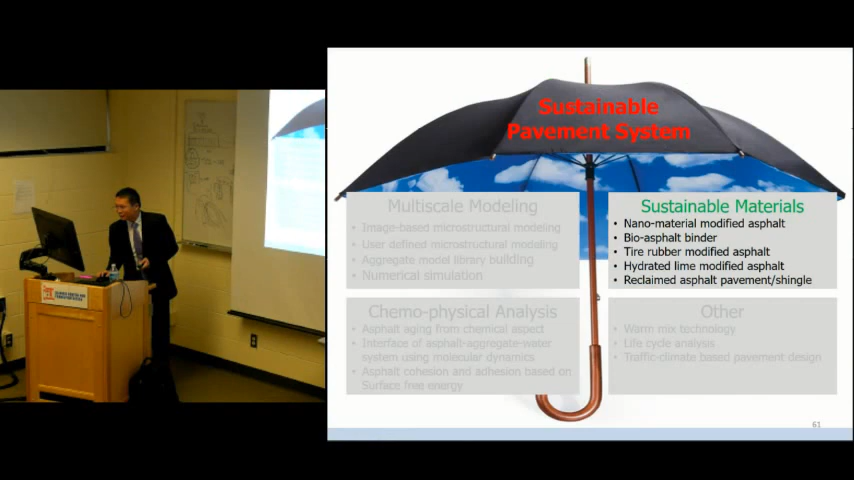 Sustainable
Pavement System
Multiscale Modeling
• Image-based microstructural modeling
• User defined microstructural modeling
• Aggregate model library building
• Numerical simulation
Sustainable Materials
• Nano-material modified asphalt
• Bio-asphalt binder
• Tire rubber modified asphalt
• Hydrated lime modified asphalt
• Reclaimed asphalt pavement/shingle
Chemo-physical Analysis
• Asphalt aging from chemical aspect
• Interface of asphalt-aggregate-water
system using molecular dynamics
• Asphalt cohesion and adhesion based on
Surface free energy
Other
• Warm mix technology
• Life cycle analysis
• Traffic-climate based pavement design
61